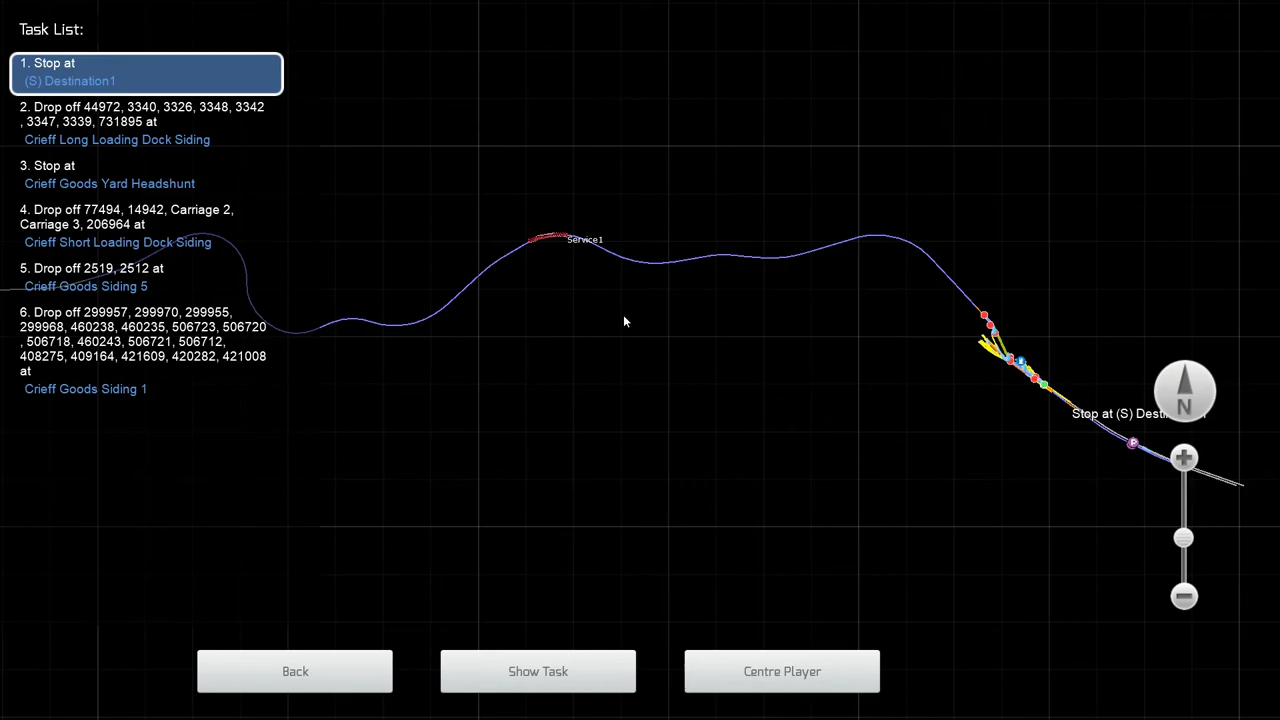 Task List:
1. Stop at
(S) Destination1
2. Drop off 44972, 3340, 3326, 3348, 3342
, 3347, 3339, 731895 at
Crieff Long Loading Dock Siding
3. Stop at
Crieff Goods Yard Headshunt
4. Drop off 77494, 14942, Carriage 2,
Carriage 3, 206964 at
Crieff Short Loading Dock Siding
5. Drop off 2519, 2512 at
Crieff Goods Siding 5
6. Drop off 299957, 299970, 299955,
299968, 460238, 460235, 506723, 506720
, 506718, 460243, 506721, 506712,
408275, 409164, 421609, 420282, 421008
at
Crieff Goods Siding 1
Service1
Stop at (S)
N
P
Back
Show Task
Centre Player